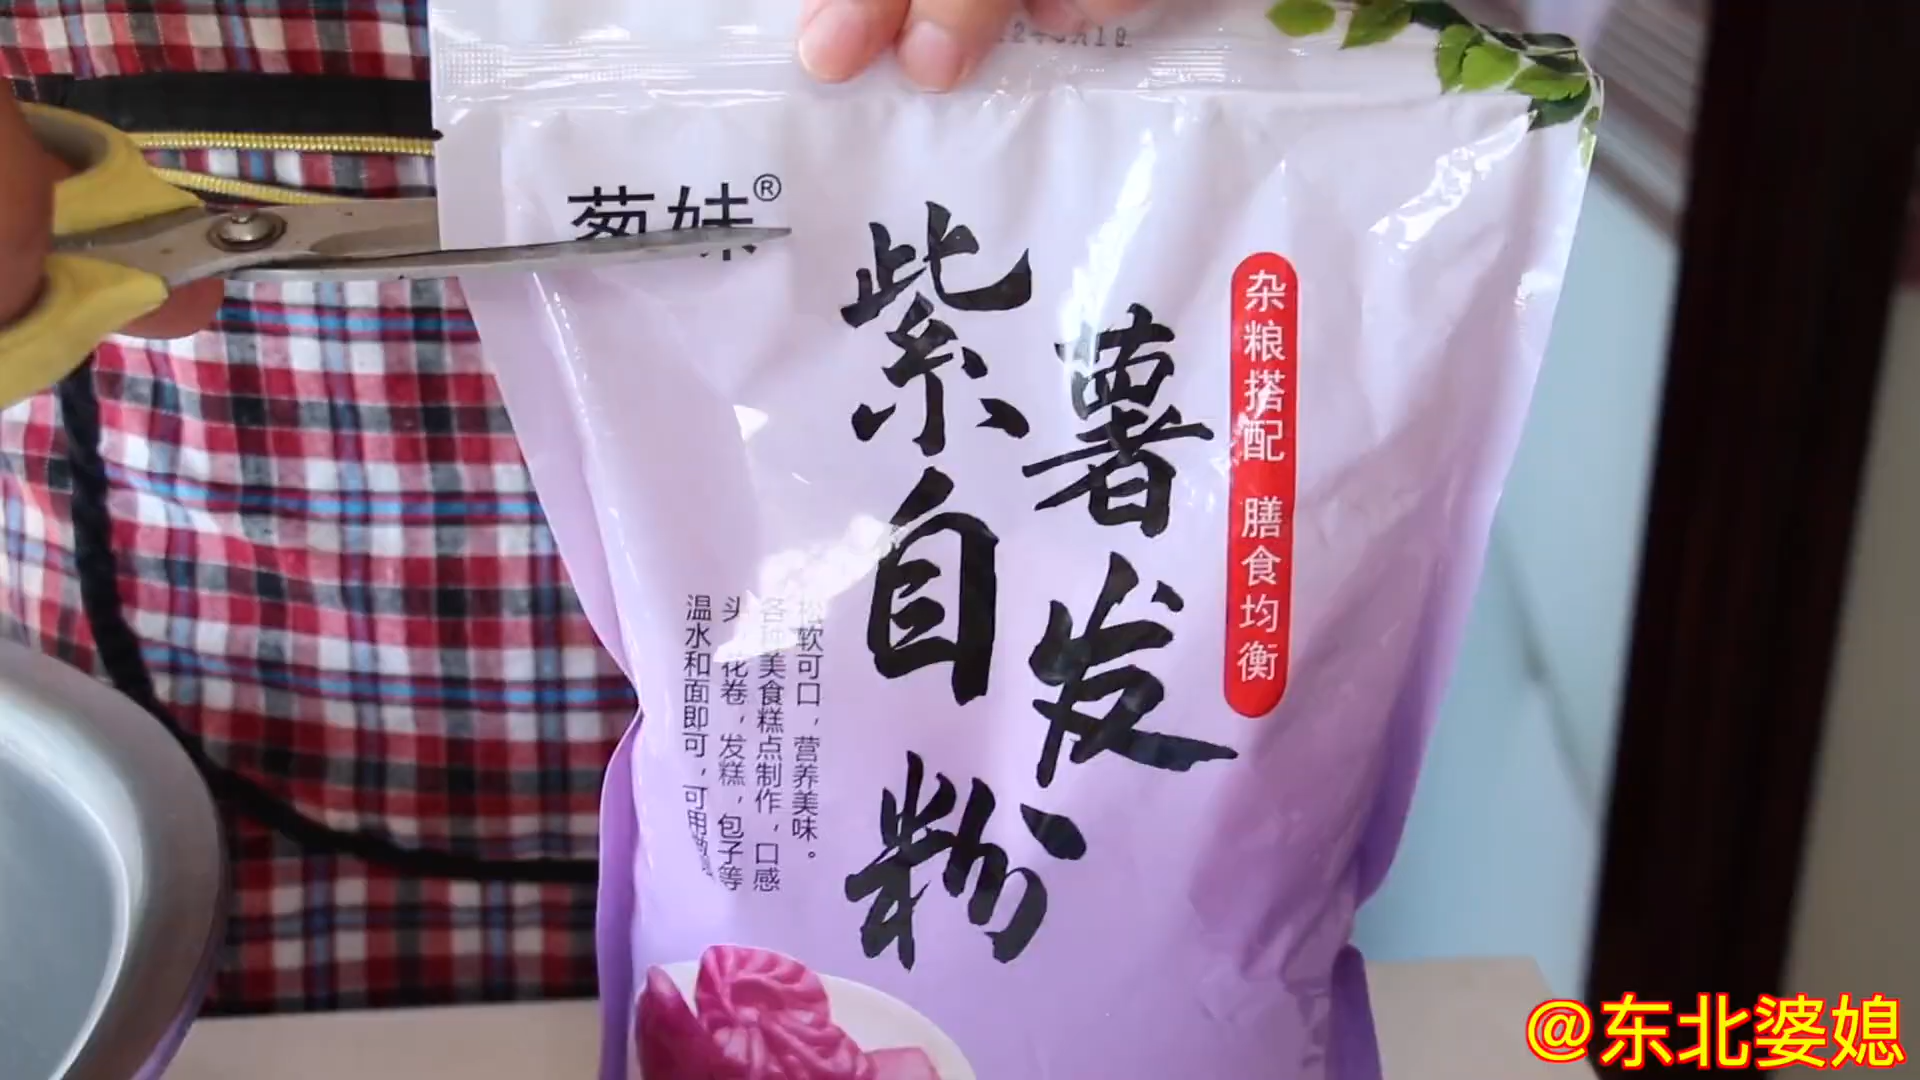 葱妹®
紫薯
自发
粉
杂粮搭配 膳食均衡
温水和面即可,可用
花卷,发糕,包子等
各种美食糕点制作,口感
松软可口,营养美味。
@东北婆媳